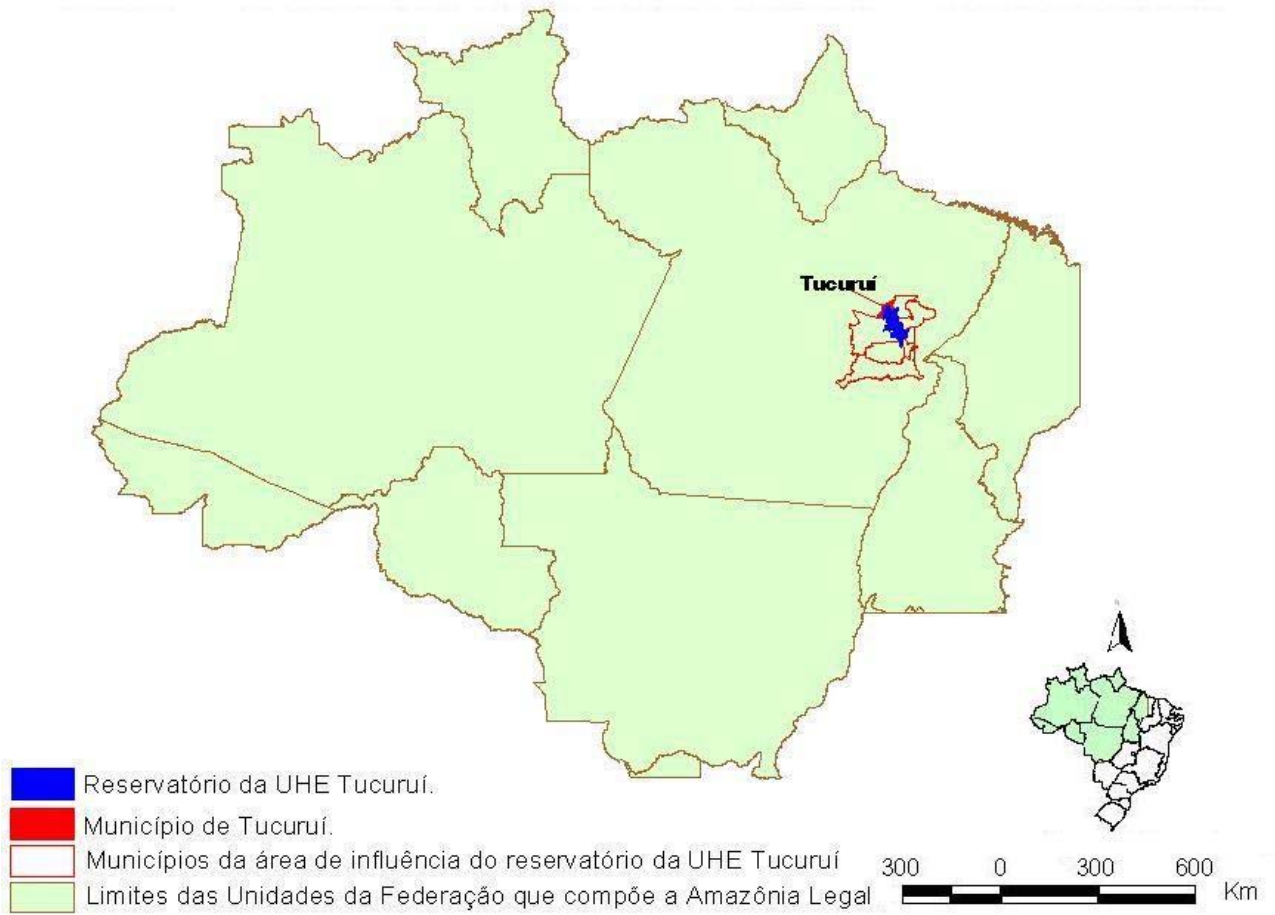 Tucuruí
Reservatório da UHE Tucuruí.
Município de Tucuruí.
Municípios da área de influência do reservatório da UHE Tucuruí
Limites das Unidades da Federação que compõe a Amazônia Legal
300 0 300 600
Km